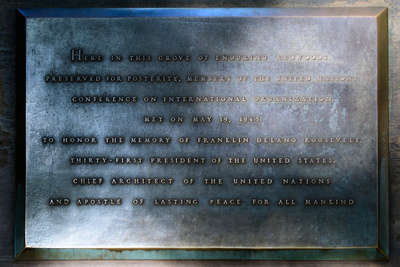 HERE IN THIS GROVE OF ENDURING REDWOODS,
PRESERVED FOR POSTERITY, MEMBERS OF THE UNITED NATIONS
CONFERENCE ON INTERNATIONAL ORGANIZATION
MET ON MAY 19, 1945
TO HONOR THE MEMORY OF FRANKLIN DELANO ROOSEVELT,
THIRTY-FIRST PRESIDENT OF THE UNITED STATES,
CHIEF ARCHITECT OF THE UNITED NATIONS
AND APOSTLE OF LASTING PEACE FOR ALL MANKIND